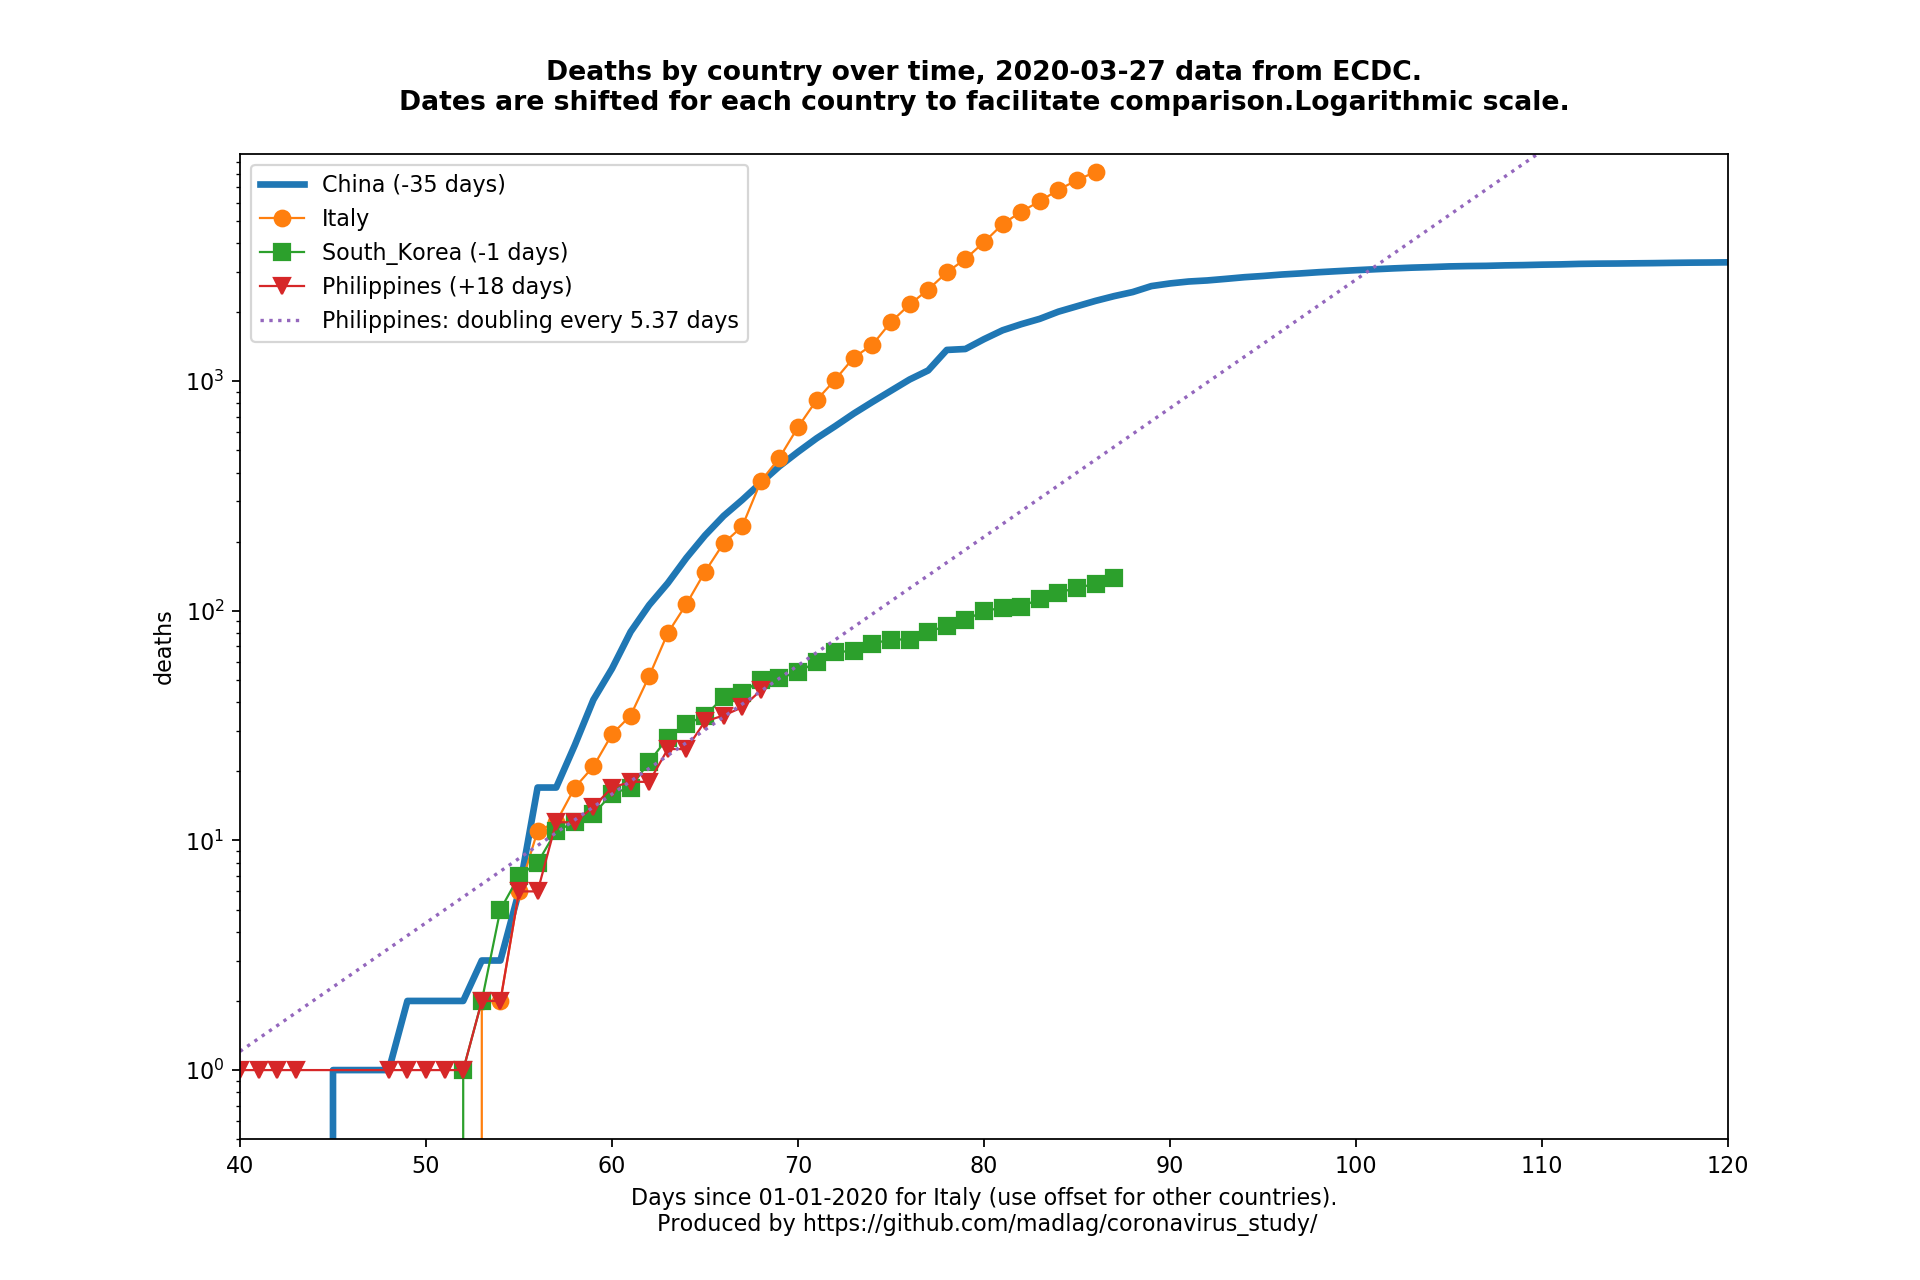 Deaths by country over time, 2020-03-27 data from ECDC.
Dates are shifted for each country to facilitate comparison.Logarithmic scale.
China (-35 days)
Italy
South_Korea (-1 days)
Philippines (+18 days)
Philippines: doubling every 5.37 days
deaths
10³
10²
10¹
10⁰
40 50 60 70 80 90 100 110 120
Days since 01-01-2020 for Italy (use offset for other countries).
Produced by https://github.com/madlag/coronavirus_study/